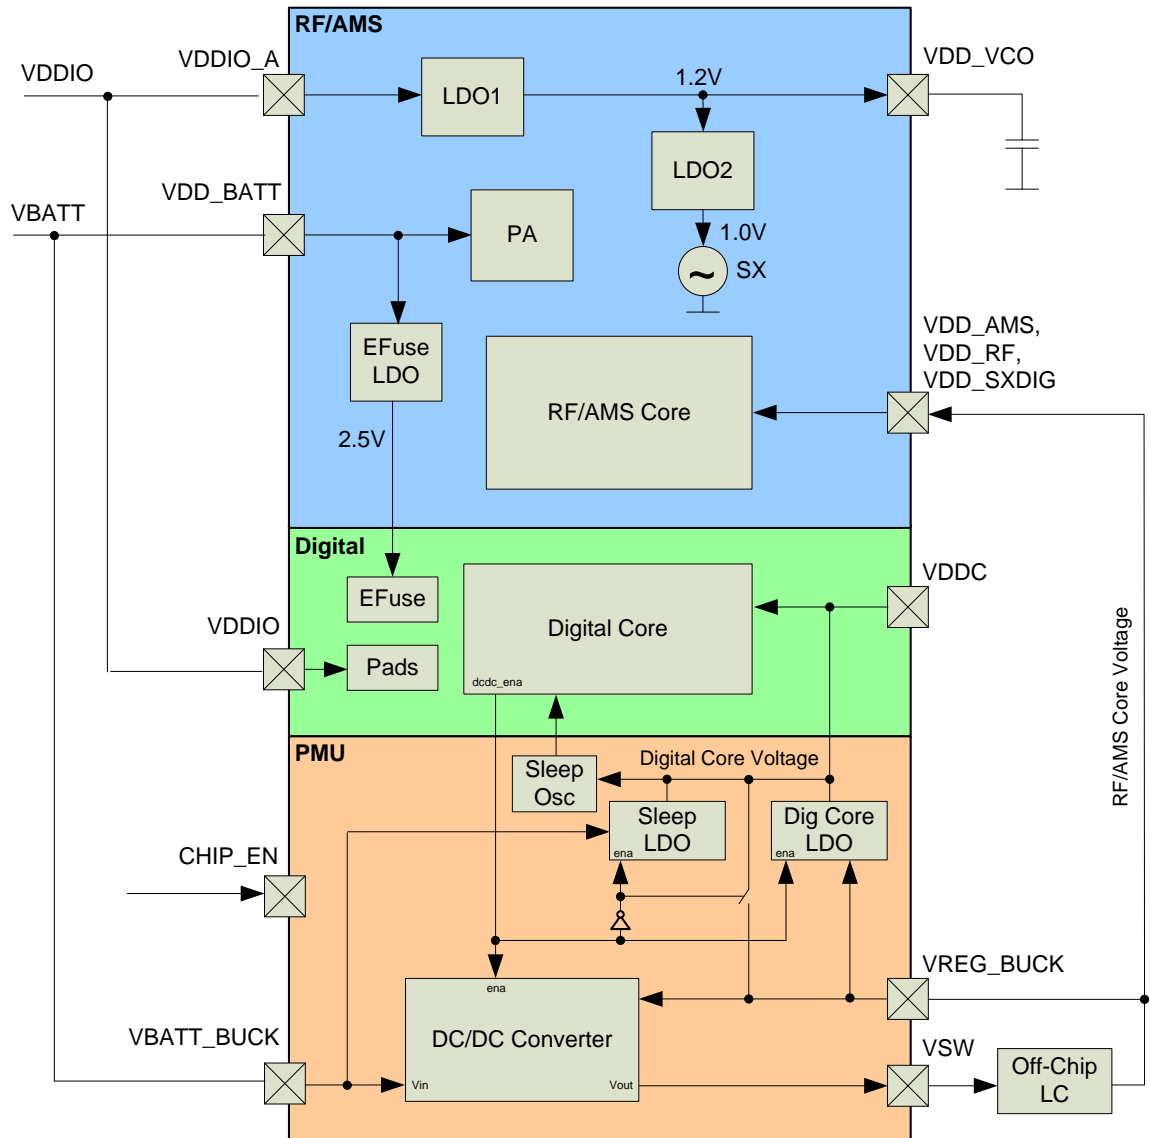 RF/AMS
VDDIO_A
VDDIO
LDO1
1.2V
VDD_VCO
LDO2
VDD_BATT
VBATT
PA
1.0V
SX
~
EFuse
LDO
VDD_AMS,
VDD_RF,
VDD_SXDIG
RF/AMS Core
2.5V
Digital
VDDC
EFuse
Digital Core
VDDIO
Pads
dcdc_ena
RF/AMS Core Voltage
PMU
Digital Core Voltage
Sleep
Osc
Sleep
LDO
ena
Dig Core
LDO
ena
CHIP_EN
VREG_BUCK
ena
DC/DC Converter
VBATT_BUCK
Vin
Vout
VSW
Off-Chip
LC